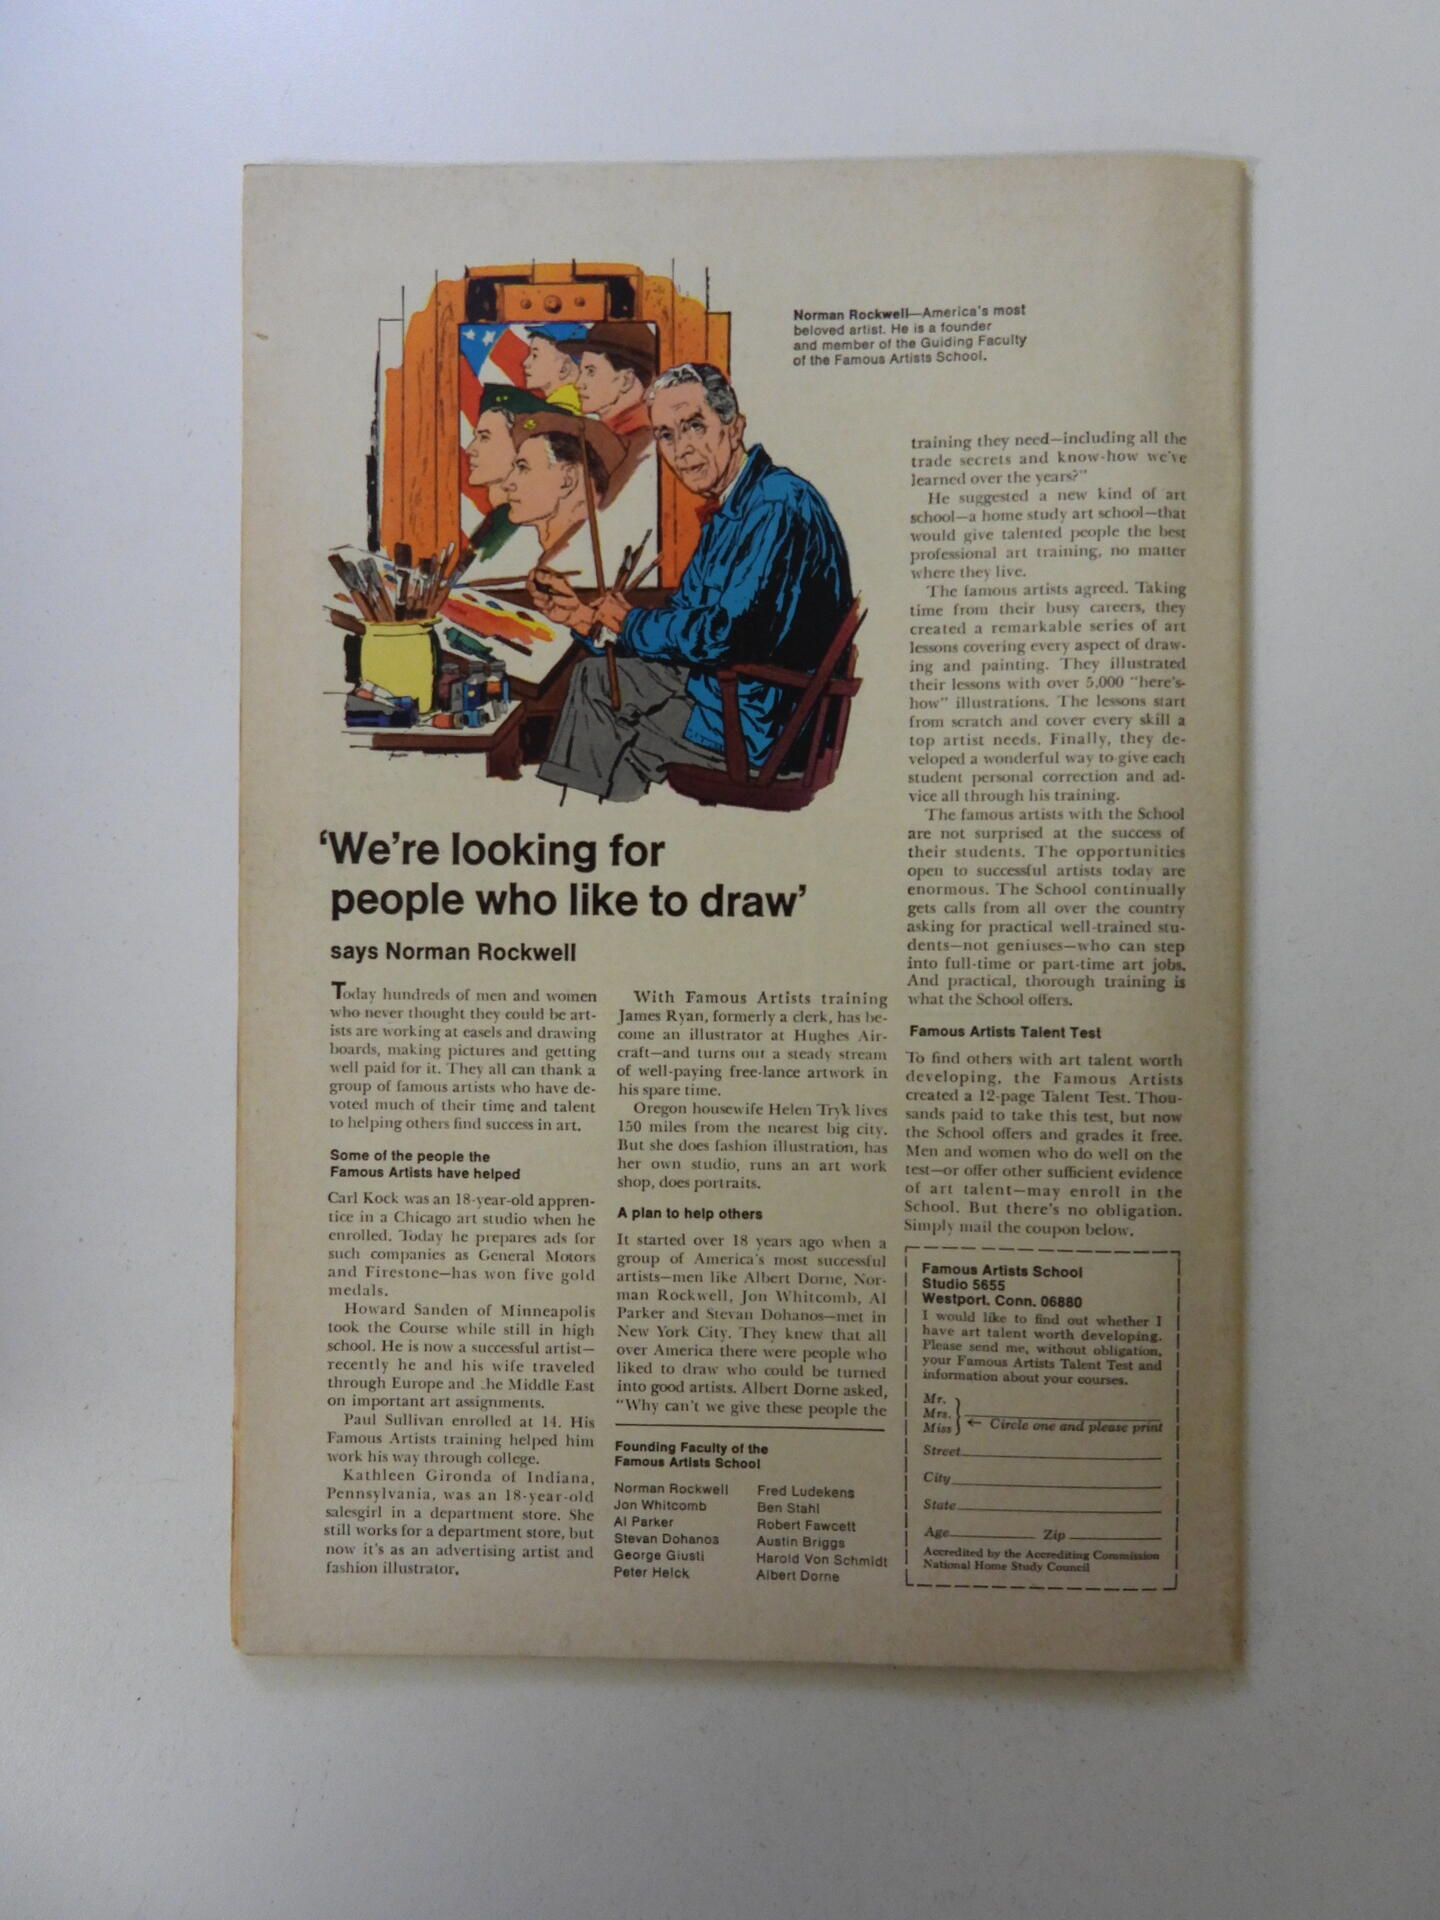 Norman Rockwell—America's most
beloved artist. He is a founder
and member of the Guiding Faculty
of the Famous Artists School.
'We're looking for
people who like to draw'
says Norman Rockwell
Today hundreds of men and women
who never thought they could be art-
ists are working at easels and drawing
boards, making pictures and getting
well paid for it. They all can thank a
group of famous artists who have de-
voted much of their time and talent
to helping others find success in art.
Some of the people the
Famous Artists have helped
Carl Kock was an 18-year-old appren-
tice in a Chicago art studio when he
enrolled. Today he prepares ads for
such companies as General Motors
and Firestone—has won five gold
medals.
Howard Sanden of Minneapolis
took the Course while still in high
school. He is now a successful artist—
recently he and his wife traveled
through Europe and the Middle East
on important art assignments.
Paul Sullivan enrolled at 14. His
Famous Artists training helped him
work his way through college.
Kathleen Gironda of Indiana,
Pennsylvania, was an 18-year-old
salesgirl in a department store. She
still works for a department store, but
now it's as an advertising artist and
fashion illustrator.
With Famous Artists training
James Ryan, formerly a clerk, has be-
come an illustrator at Hughes Air-
craft—and turns out a steady stream
of well-paying free-lance artwork in
his spare time.
Oregon housewife Helen Tryk lives
150 miles from the nearest big city.
But she does fashion illustration, has
her own studio, runs an art work
shop, does portraits.
A plan to help others
It started over 18 years ago when a
group of America's most successful
artists—men like Albert Dorne, Nor-
man Rockwell, Jon Whitcomb, Al
Parker and Stevan Dohanos—met in
New York City. They knew that all
over America there were people who
liked to draw who could be turned
into good artists. Albert Dorne asked,
"Why can't we give these people the
Founding Faculty of the
Famous Artists School
Norman Rockwell
Jon Whitcomb
Al Parker
Stevan Dohanos
George Giusti
Peter Helck
Fred Ludekens
Ben Stahl
Robert Fawcett
Austin Briggs
Harold Von Schmidt
Albert Dorne
training they need—including all the
trade secrets and know-how we've
learned over the years?"
He suggested a new kind of art
school—a home study art school—that
would give talented people the best
professional art training, no matter
where they live.
The famous artists agreed. Taking
time from their busy careers, they
created a remarkable series of art
lessons covering every aspect of draw-
ing and painting. They illustrated
their lessons with over 5,000 "here's-
how" illustrations. The lessons start
from scratch and cover every skill a
top artist needs. Finally, they de-
veloped a wonderful way to give each
student personal correction and ad-
vice all through his training.
The famous artists with the School
are not surprised at the success of
their students. The opportunities
open to successful artists today are
enormous. The School continually
gets calls from all over the country
asking for practical well-trained stu-
dents—not geniuses—who can step
into full-time or part-time art jobs.
And practical, thorough training is
what the School offers.
Famous Artists Talent Test
To find others with art talent worth
developing, the Famous Artists
created a 12-page Talent Test. Thou-
sands paid to take this test, but now
the School offers and grades it free.
Men and women who do well on the
test—or offer other sufficient evidence
of art talent—may enroll in the
School. But there's no obligation.
Simply mail the coupon below.
Famous Artists School
Studio 5655
Westport, Conn. 06880
I would like to find out whether I
have art talent worth developing.
Please send me, without obligation,
your Famous Artists Talent Test and
information about your courses.
Mr.
Mrs.
Miss ← Circle one and please print
Street
City
State
Age Zip
Accredited by the Accrediting Commission
National Home Study Council